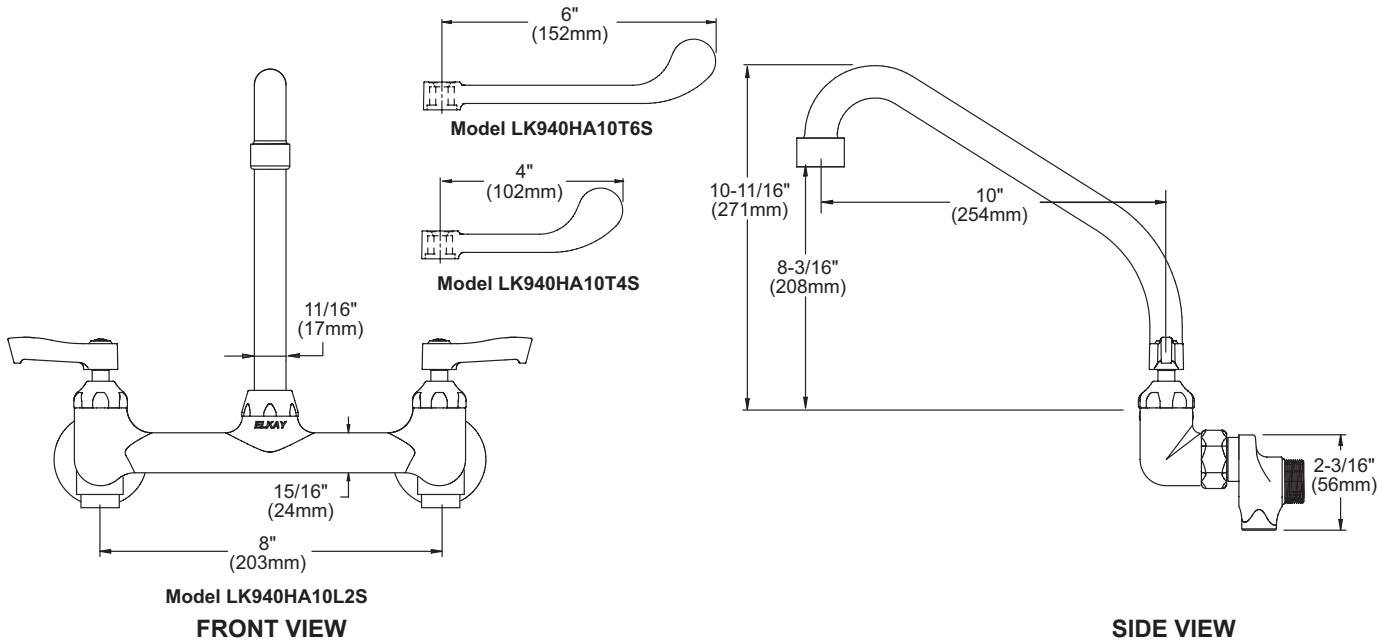 6"
(152mm)
Model LK940HA10T6S
4"
(102mm)
Model LK940HA10T4S
11/16"
(17mm)
ELKAY
15/16"
(24mm)
8"
(203mm)
Model LK940HA10L2S
FRONT VIEW
10-11/16"
(271mm)
10"
(254mm)
8-3/16"
(208mm)
2-3/16"
(56mm)
SIDE VIEW